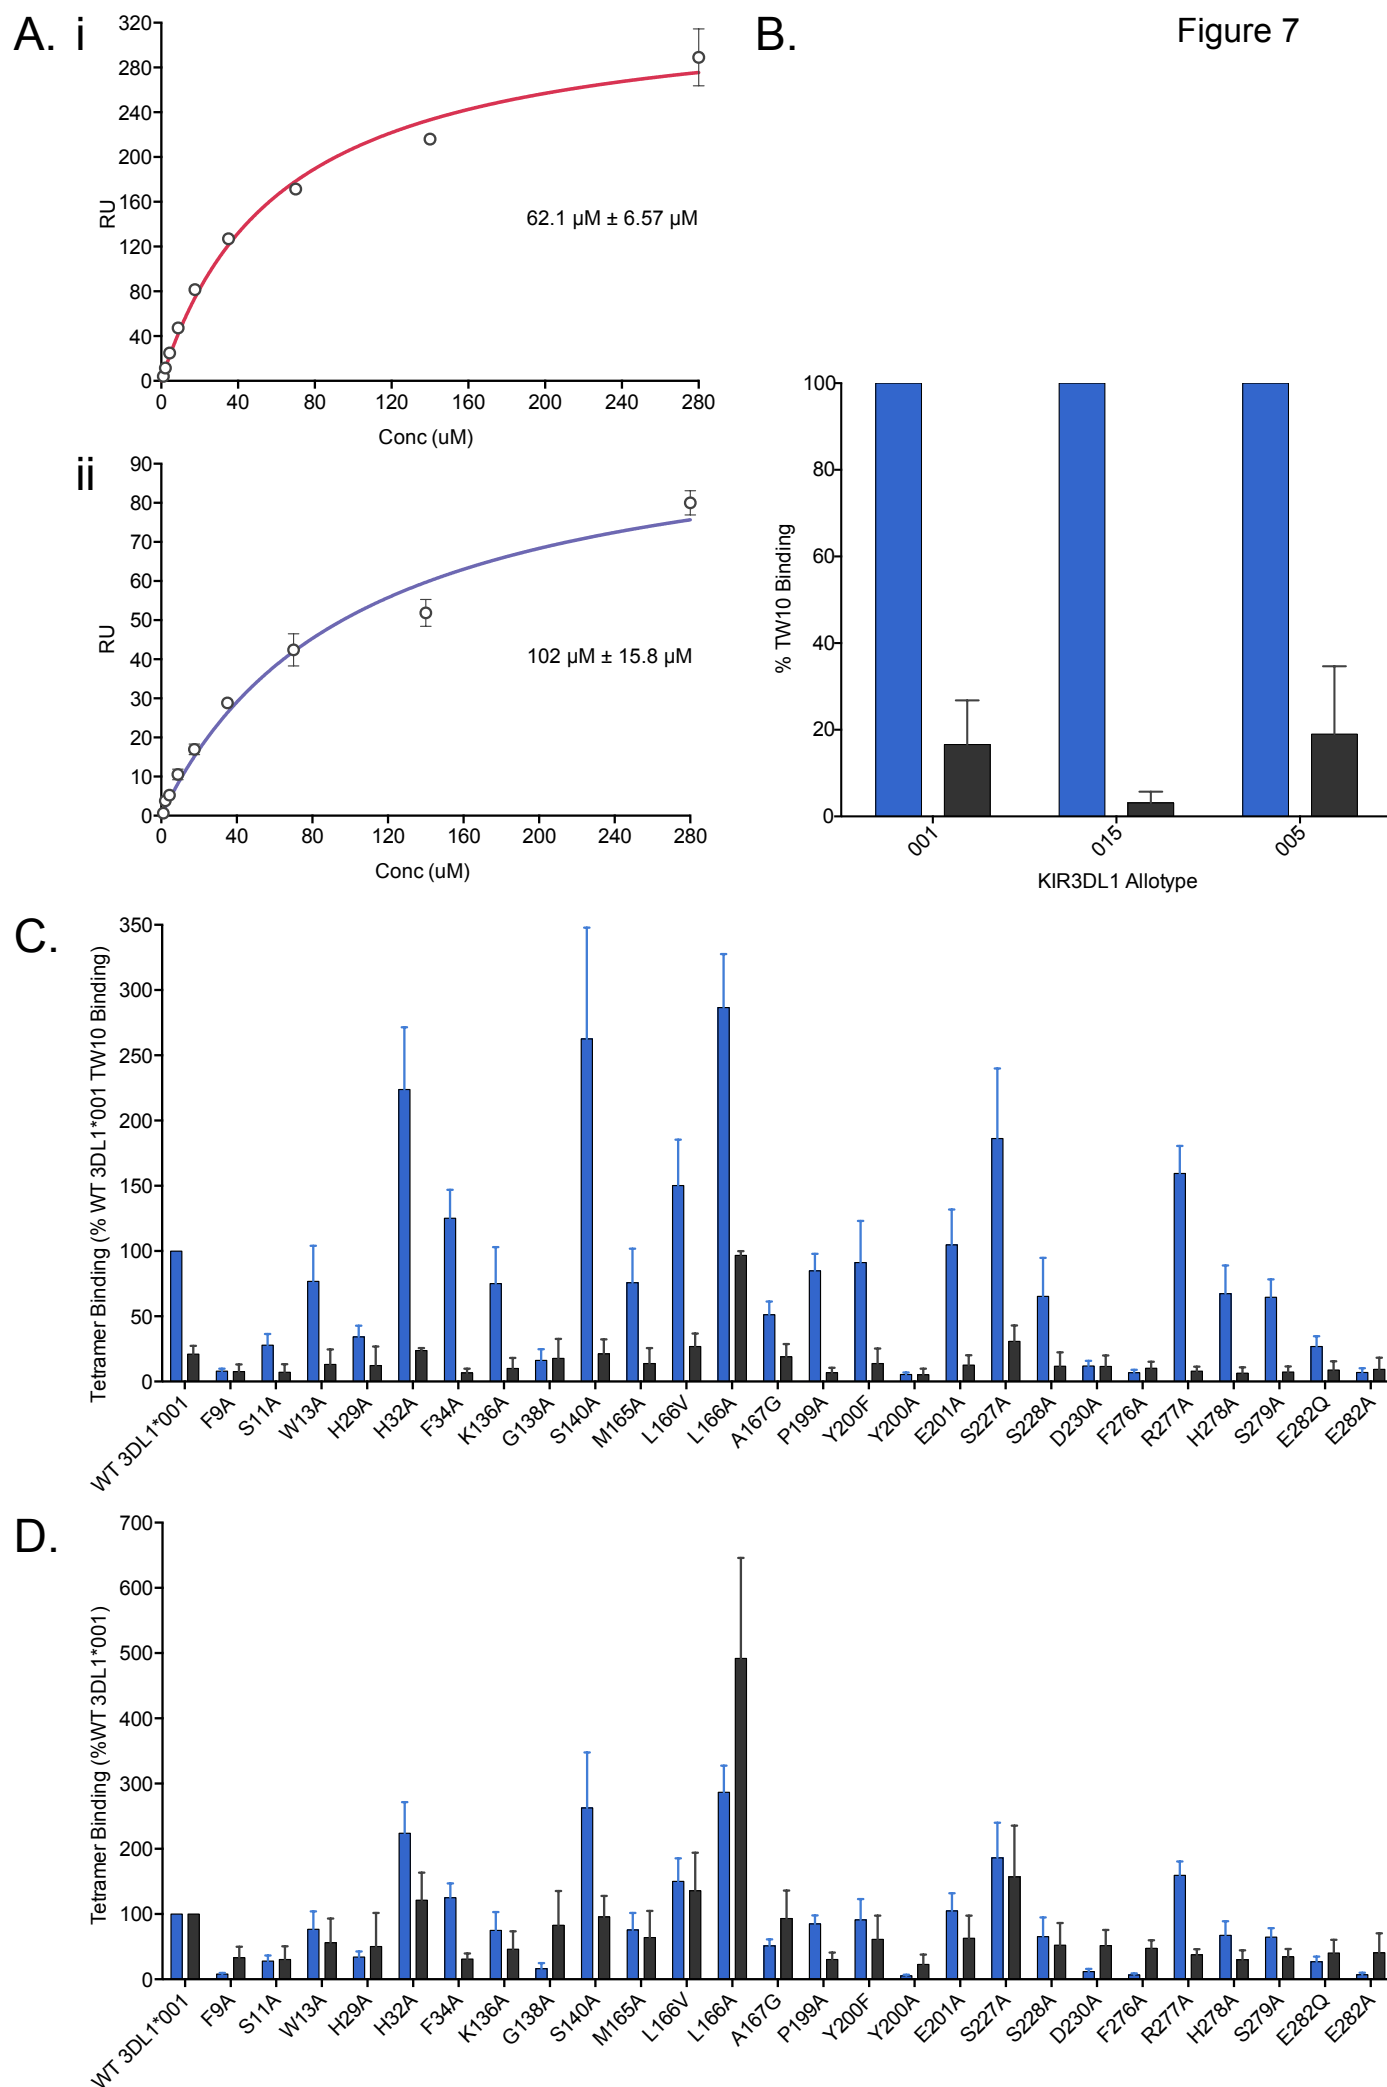 A. i
B.
Figure 7
320
280
240
200
160
120
80
40
0
RU
62.1 µM ± 6.57 µM
0 40 80 120 160 200 240 280
Conc (uM)
ii
90
80
70
60
50
40
30
20
10
0
RU
102 µM ± 15.8 µM
0 40 80 120 160 200 240 280
Conc (uM)
100
80
60
40
20
0
% TW10 Binding
001 015 005
KIR3DL1 Allotype
C.
350
300
250
200
150
100
50
0
Tetramer Binding (% WT 3DL1*001 TW10 Binding)
WT 3DL1*001 F9A S11A W13A H29A H32A F34A K136A G138A S140A M165A L166V L166A A167G P199A Y200F Y200A E201A S227A S228A D230A F276A R277A H278A S279A E282Q E282A
D.
700
600
500
400
300
200
100
0
Tetramer Binding (%WT 3DL1*001)
WT 3DL1*001 F9A S11A W13A H29A H32A F34A K136A G138A S140A M165A L166V L166A A167G P199A Y200F Y200A E201A S227A S228A D230A F276A R277A H278A S279A E282Q E282A